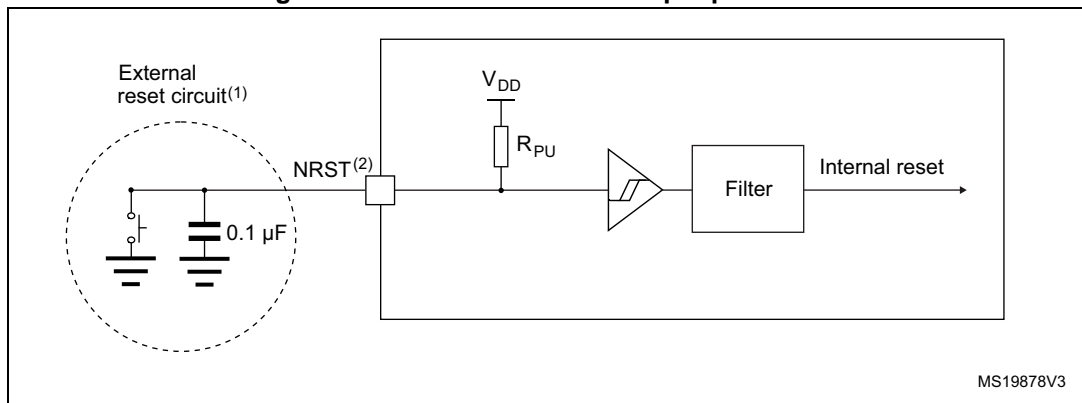 External
reset circuit(1)
NRST(2)
0.1 µF
VDD
RPU
Filter
Internal reset
MS19878V3